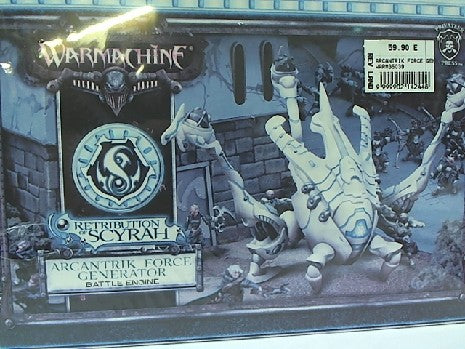 WARMACHINE
59.90 E
ARCANTRIK FORCE GEN
RETRIBUTION
OF SCYRAH
ARCANTRIK FORCE
GENERATOR
BATTLE ENGINE